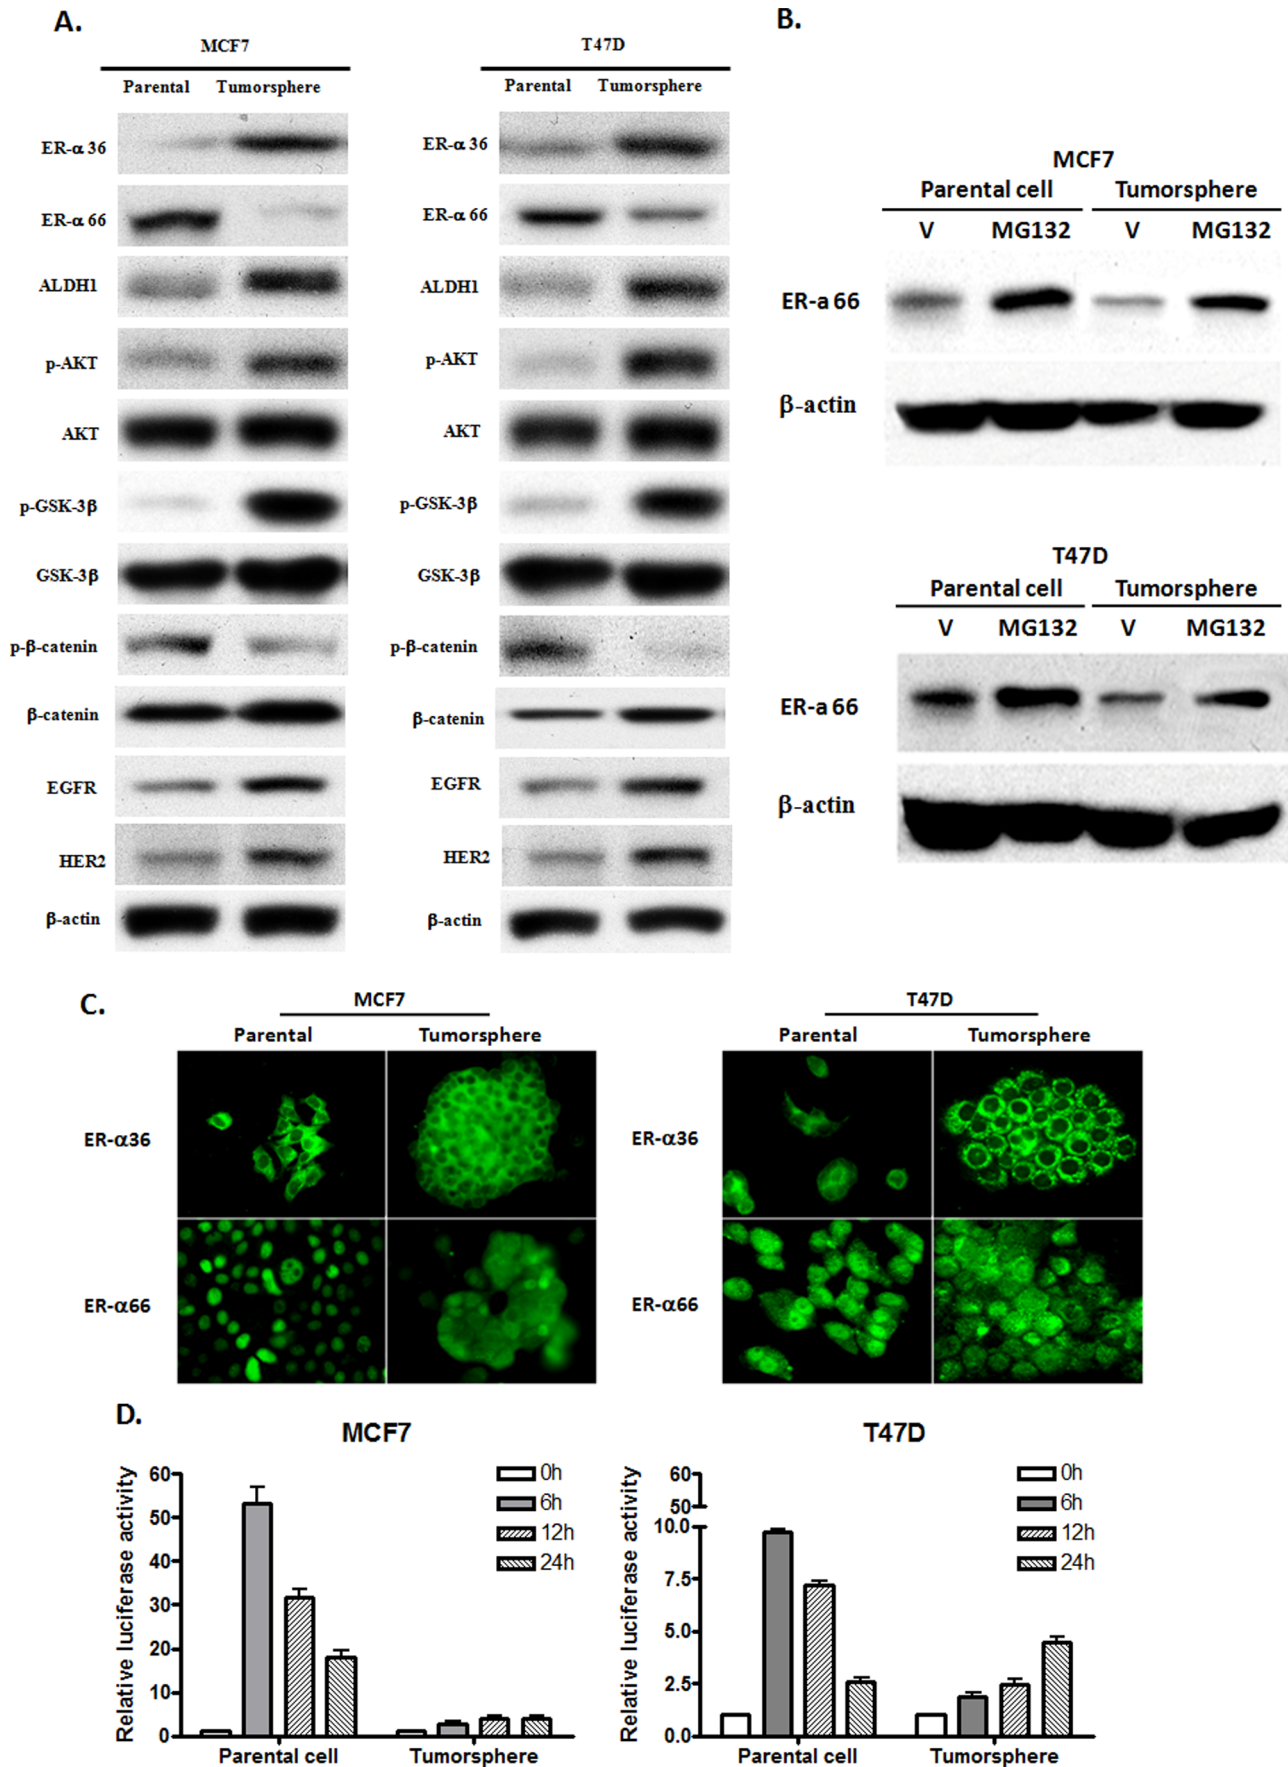 A.
MCF7
Parental Tumorsphere
ER-α 36
ER-α 66
ALDH1
p-AKT
AKT
p-GSK-3β
GSK-3β
p-β-catenin
β-catenin
EGFR
HER2
β-actin
T47D
Parental Tumorsphere
ER-α 36
ER-α 66
ALDH1
p-AKT
AKT
p-GSK-3β
GSK-3β
p-β-catenin
β-catenin
EGFR
HER2
β-actin
B.
MCF7
Parental cell Tumorsphere
V MG132 V MG132
ER-a 66
β-actin
T47D
Parental cell Tumorsphere
V MG132 V MG132
ER-a 66
β-actin
C.
MCF7
Parental Tumorsphere
ER-α36
ER-α66
T47D
Parental Tumorsphere
ER-α36
ER-α66
D.
MCF7
Relative luciferase activity
60
50
40
30
20
10
0
0h
6h
12h
24h
Parental cell Tumorsphere
T47D
Relative luciferase activity
60
50
10.0
7.5
5.0
2.5
0.0
0h
6h
12h
24h
Parental cell Tumorsphere